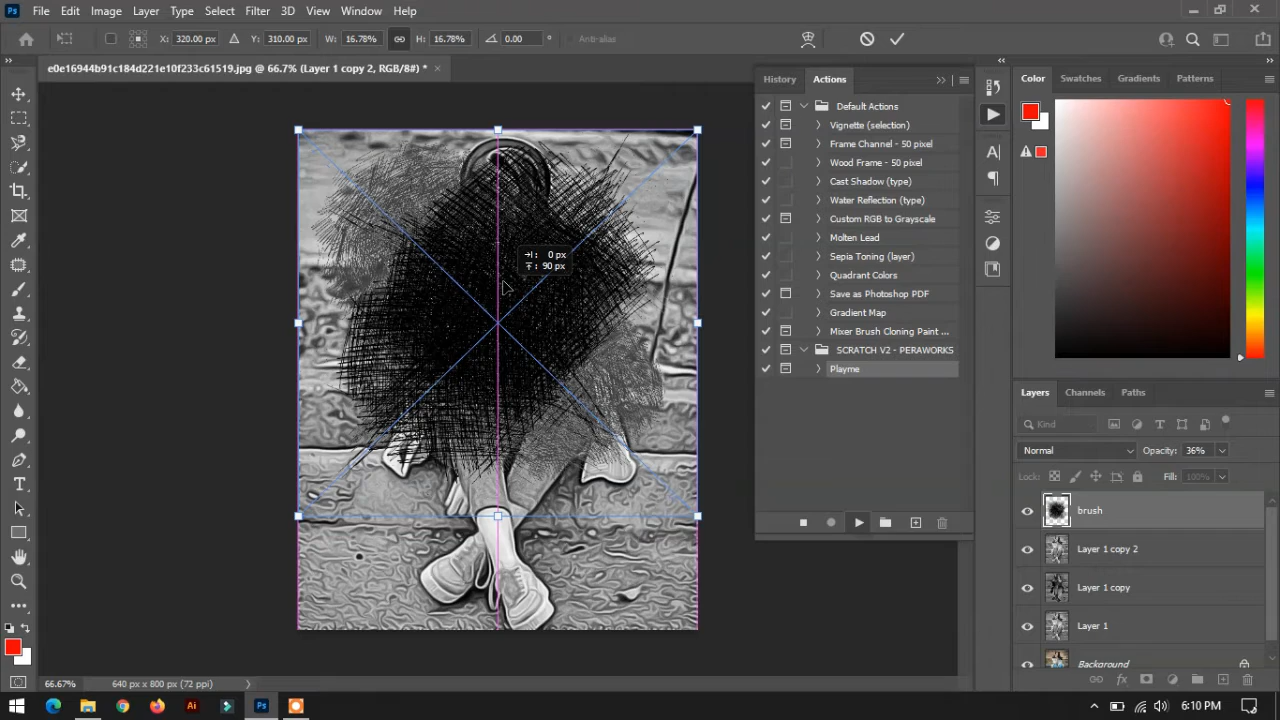 Ps File Edit Image Layer Type Select Filter 3D View Window Help
X: 320.00 px Y: 310.00 px W: 16.78% H: 16.78% 0.00 ° Anti-alias
e0e16944b91c184d221e10f233c61519.jpg @ 66.7% (Layer 1 copy 2, RGB/8#) * ×
History Actions
Default Actions
Vignette (selection)
Frame Channel - 50 pixel
Wood Frame - 50 pixel
Cast Shadow (type)
Water Reflection (type)
Custom RGB to Grayscale
Molten Lead
Sepia Toning (layer)
Quadrant Colors
Save as Photoshop PDF
Gradient Map
Mixer Brush Cloning Paint ...
SCRATCH V2 - PERAWORKS
Playme
0 px
90 px
Color Swatches Gradients Patterns
Layers Channels Paths
Kind
Normal Opacity: 36%
Lock: Fill: 100%
brush
Layer 1 copy 2
Layer 1 copy
Layer 1
Background
66.67% 640 px x 800 px (72 ppi)
Ai Ps 6:10 PM